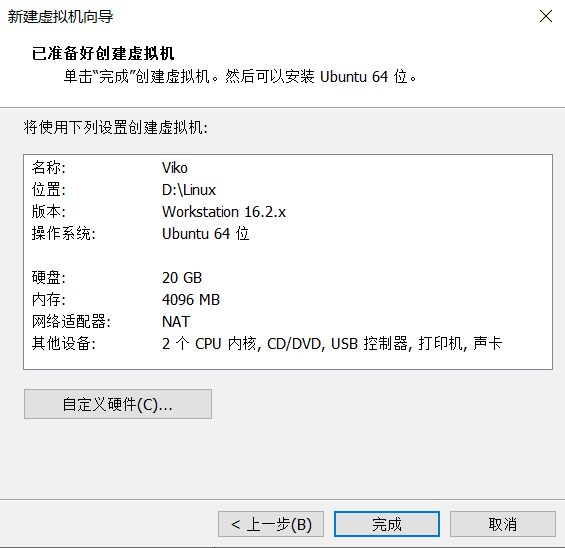 新建虚拟机向导
已准备好创建虚拟机
单击“完成”创建虚拟机。然后可以安装 Ubuntu 64 位。
将使用下列设置创建虚拟机:
名称: Viko
位置: D:\Linux
版本: Workstation 16.2.x
操作系统: Ubuntu 64 位
硬盘: 20 GB
内存: 4096 MB
网络适配器: NAT
其他设备: 2 个 CPU 内核, CD/DVD, USB 控制器, 打印机, 声卡
自定义硬件(C)...
< 上一步(B) 完成 取消